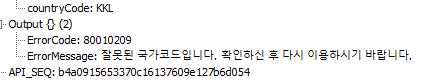 countryCode: KKL
Output {} (2)
ErrorCode: 80010209
ErrorMessage: 잘못된 국가코드입니다. 확인하신 후 다시 이용하시기 바랍니다.
API_SEQ: b4a0915653370c16137609e127b6d054